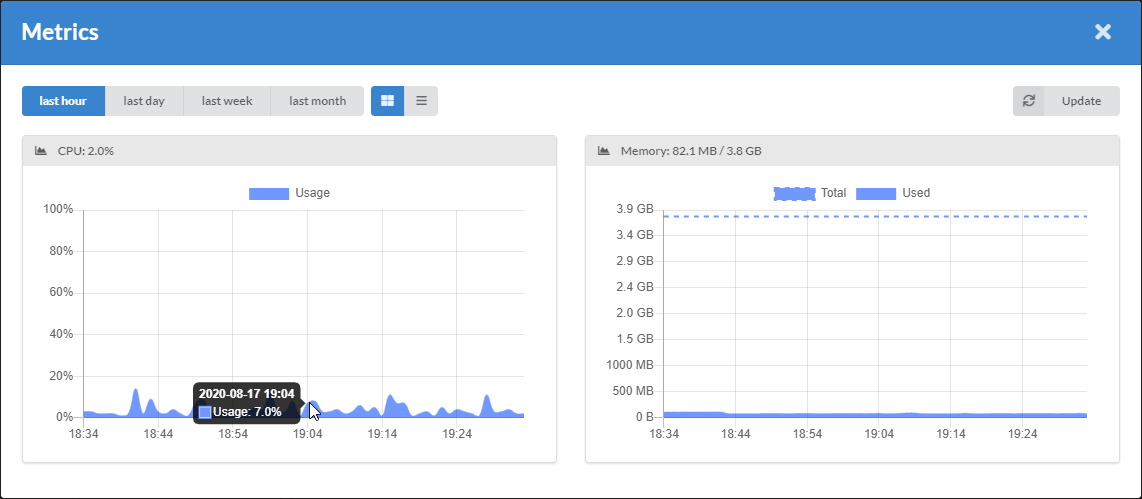 Metrics
last hour last day last week last month Update
CPU: 2.0%
Usage
100%
80%
60%
40%
20%
0%
2020-08-17 19:04
Usage: 7.0%
18:34 18:44 18:54 19:04 19:14 19:24
Memory: 82.1 MB / 3.8 GB
Total Used
3.9 GB
3.4 GB
2.9 GB
2.4 GB
2.0 GB
1.5 GB
1000 MB
500 MB
0 B
18:34 18:44 18:54 19:04 19:14 19:24